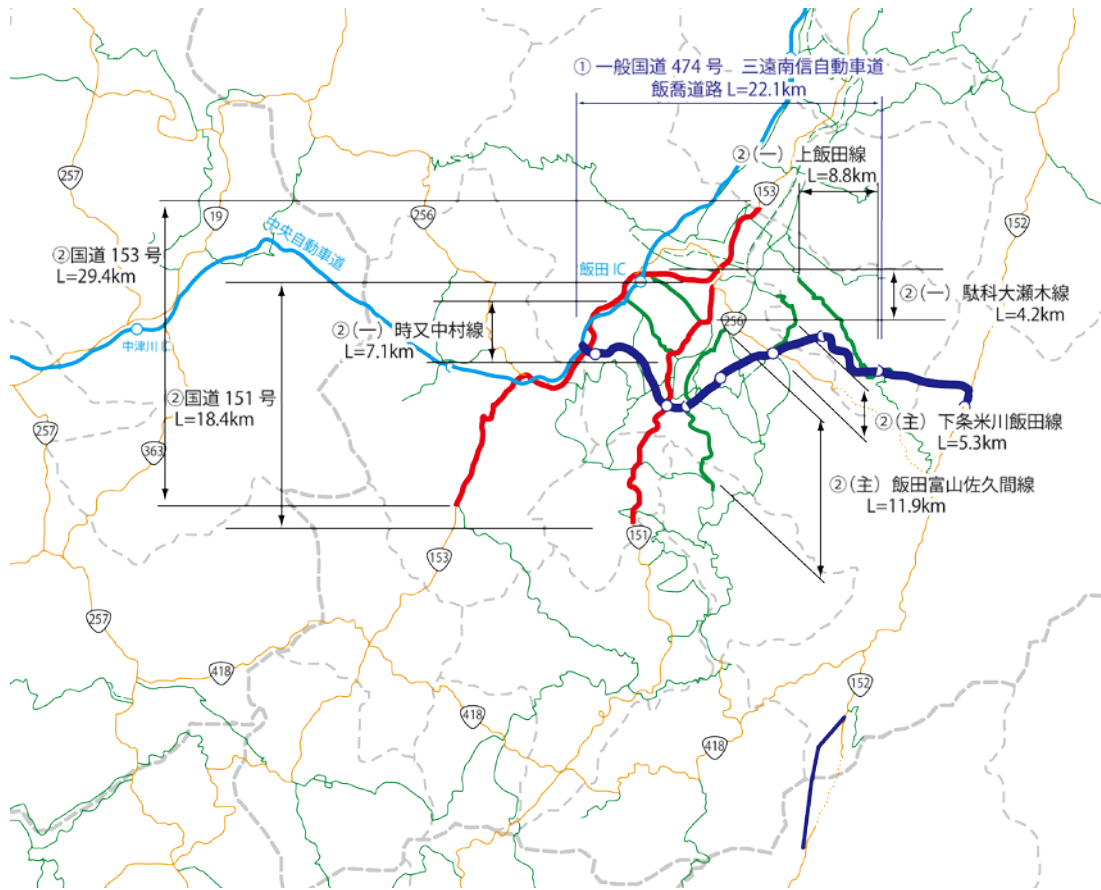 ① 一般国道 474 号　三遠南信自動車道
飯喬道路 L=22.1km
②（一） 上飯田線
L=8.8km
153
257
19
256
152
②国道 153 号
L=29.4km
中央自動車道
飯田 IC
②（一） 駄科大瀬木線
L=4.2km
256
②（一） 時又中村線
L=7.1km
中津川 IC
②国道 151 号
L=18.4km
②（主） 下条米川飯田線
L=5.3km
257
363
②（主） 飯田富山佐久間線
L=11.9km
151
153
257
418
152
418
418